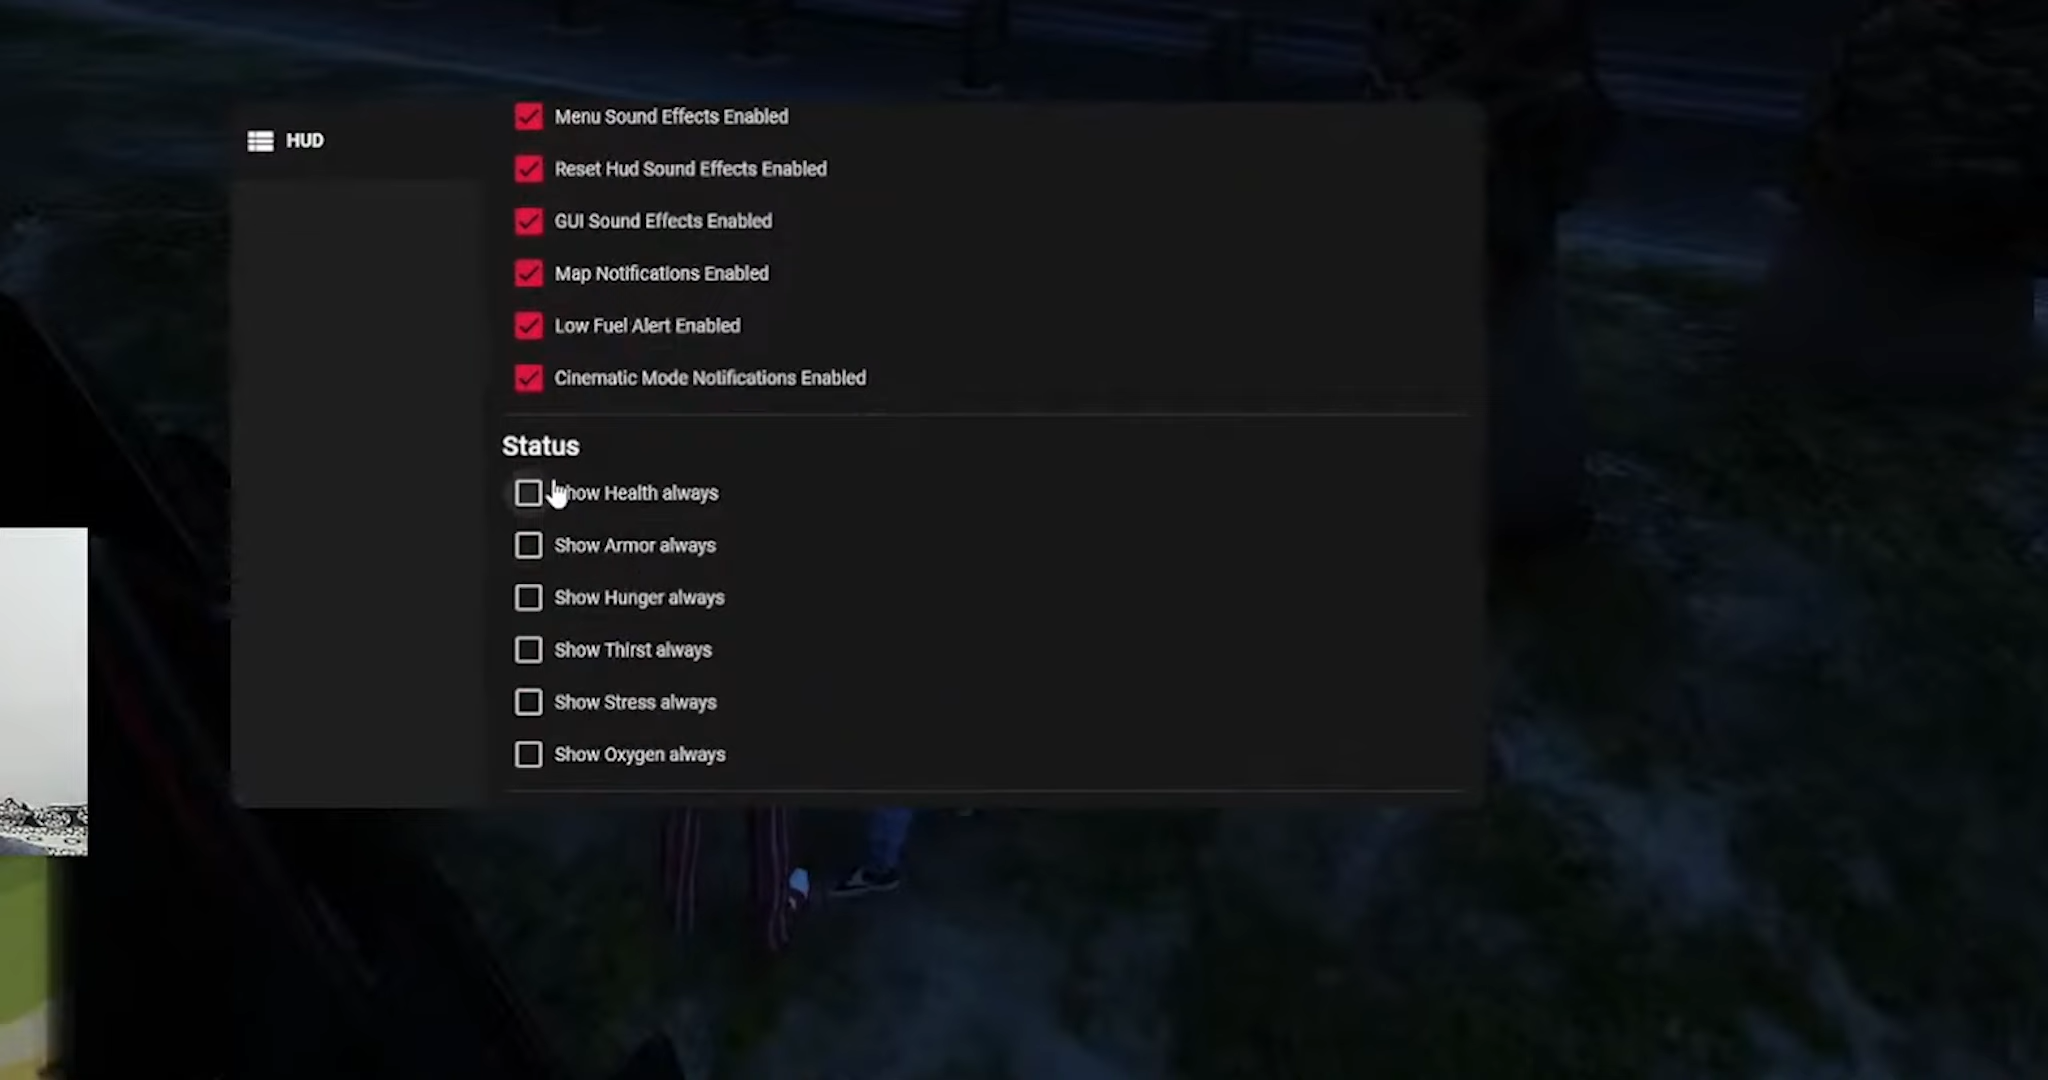 HUD
Menu Sound Effects Enabled
Reset Hud Sound Effects Enabled
GUI Sound Effects Enabled
Map Notifications Enabled
Low Fuel Alert Enabled
Cinematic Mode Notifications Enabled
Status
Show Health always
Show Armor always
Show Hunger always
Show Thirst always
Show Stress always
Show Oxygen always